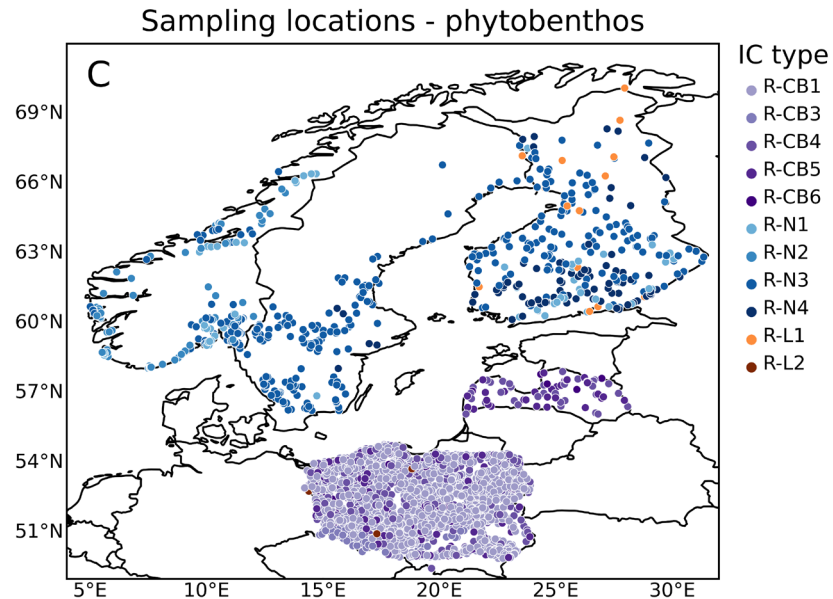 Sampling locations - phytobenthos
C
IC type
R-CB1
R-CB3
R-CB4
R-CB5
R-CB6
R-N1
R-N2
R-N3
R-N4
R-L1
R-L2
69°N
66°N
63°N
60°N
57°N
54°N
51°N
5°E 10°E 15°E 20°E 25°E 30°E